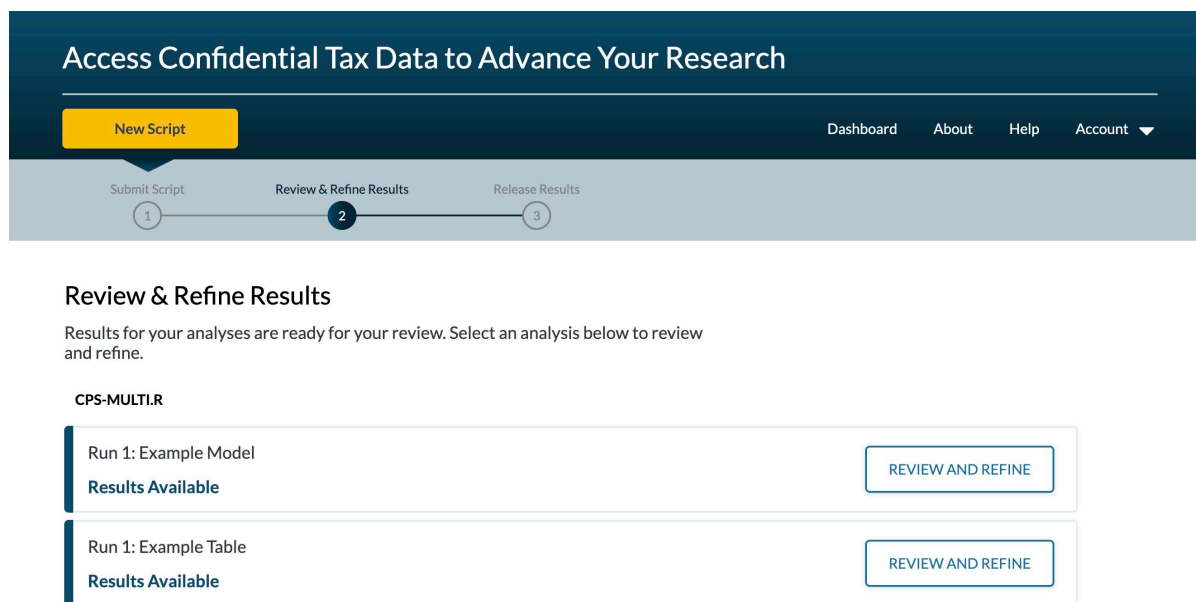 Access Confidential Tax Data to Advance Your Research
New Script
Dashboard
About
Help
Account
Submit Script
Review & Refine Results
Release Results
1
2
3
Review & Refine Results
Results for your analyses are ready for your review. Select an analysis below to review
and refine.
CPS-MULTI.R
Run 1: Example Model
Results Available
REVIEW AND REFINE
Run 1: Example Table
Results Available
REVIEW AND REFINE